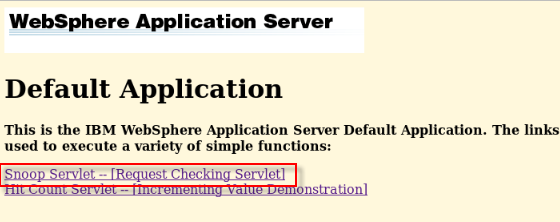 WebSphere Application Server
Default Application
This is the IBM WebSphere Application Server Default Application. The links
used to execute a variety of simple functions:
Snoop Servlet -- [Request Checking Servlet]
Hit Count Servlet -- [Incrementing Value Demonstration]